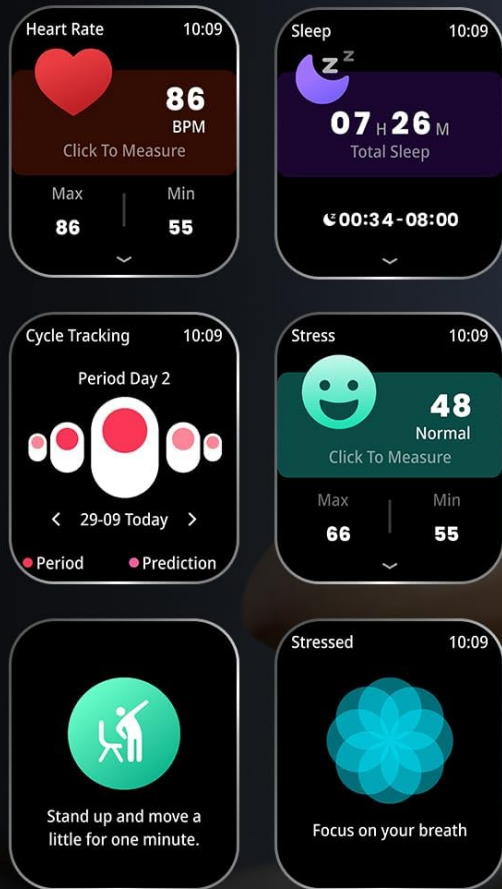 Heart Rate 10:09
86
BPM
Click To Measure
Max Min
86 55
Sleep 10:09
z z
07 H 26 M
Total Sleep
00:34-08:00
Cycle Tracking 10:09
Period Day 2
< 29-09 Today >
Period Prediction
Stress 10:09
48
Normal
Click To Measure
Max Min
66 55
Stand up and move a
little for one minute.
Stressed 10:09
Focus on your breath